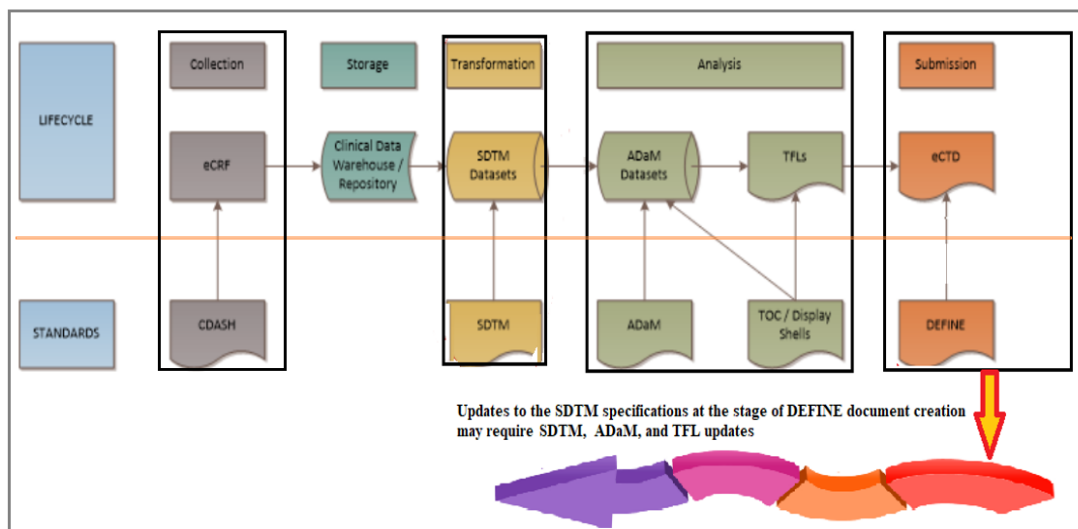 Collection
Storage
Transformation
Analysis
Submission
LIFECYCLE
eCRF
Clinical Data
Warehouse /
Repository
SDTM
Datasets
ADaM
Datasets
TFLs
eCTD
STANDARDS
CDASH
SDTM
ADaM
TOC / Display
Shells
DEFINE
Updates to the SDTM specifications at the stage of DEFINE document creation
may require SDTM, ADaM, and TFL updates